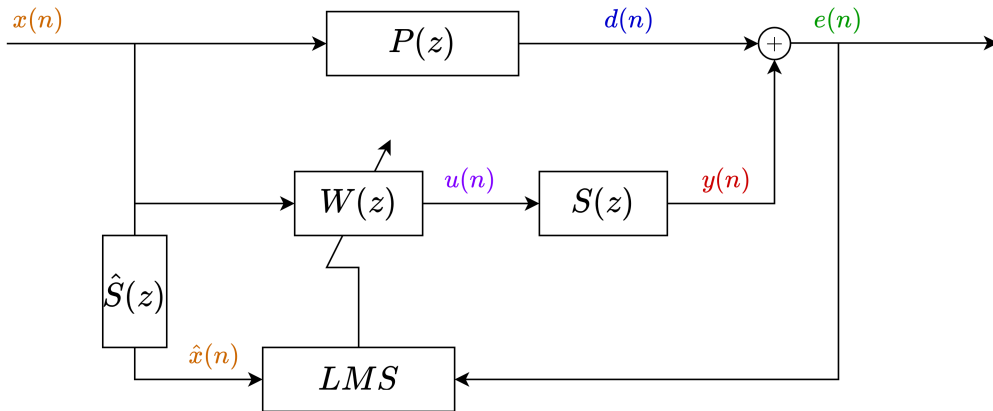 x(n)
d(n)
e(n)
P(z)
+
u(n)
y(n)
W(z)
S(z)
Ŝ(z)
x̂(n)
LMS